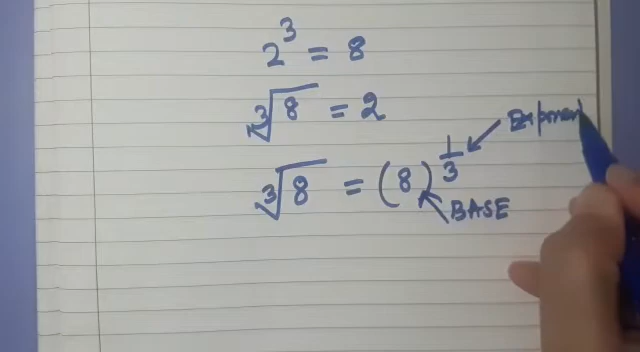 2³ = 8
∛8 = 2
∛8 = (8)^1/3
BASE